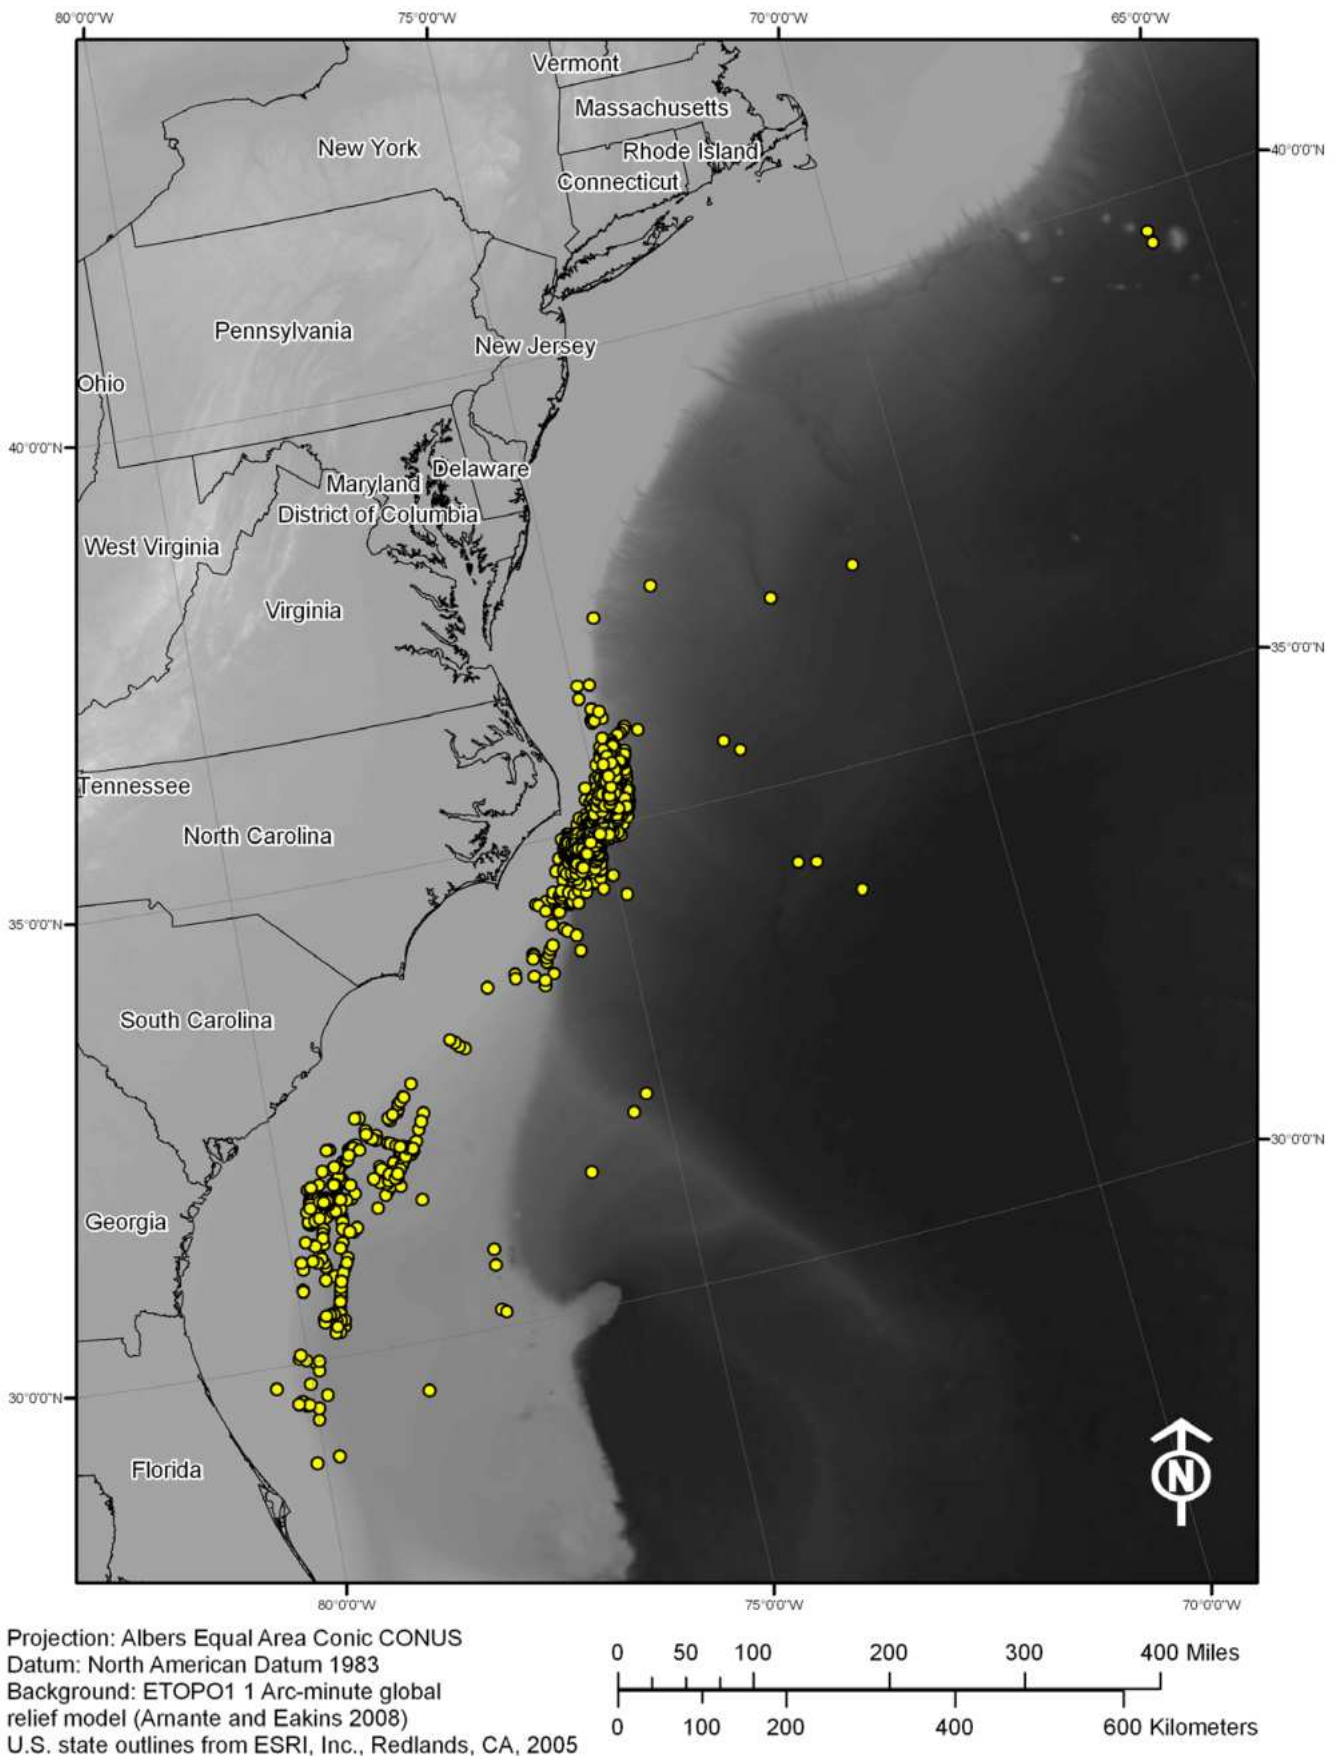 80°0'0"W 75°0'0"W 70°0'0"W 65°0'0"W
Vermont
Massachusetts
New York
Rhode Island
40°0'0"N
Connecticut
Pennsylvania
New Jersey
Ohio
40°0'0"N
Delaware
Maryland
District of Columbia
West Virginia
Virginia
35°0'0"N
Tennessee
North Carolina
35°0'0"N
South Carolina
30°0'0"N
Georgia
30°0'0"N
Florida
N
80°0'0"W 75°0'0"W 70°0'0"W
Projection: Albers Equal Area Conic CONUS
Datum: North American Datum 1983
Background: ETOPO1 1 Arc-minute global
relief model (Amante and Eakins 2008)
U.S. state outlines from ESRI, Inc., Redlands, CA, 2005
0 50 100 200 300 400 Miles
0 100 200 400 600 Kilometers